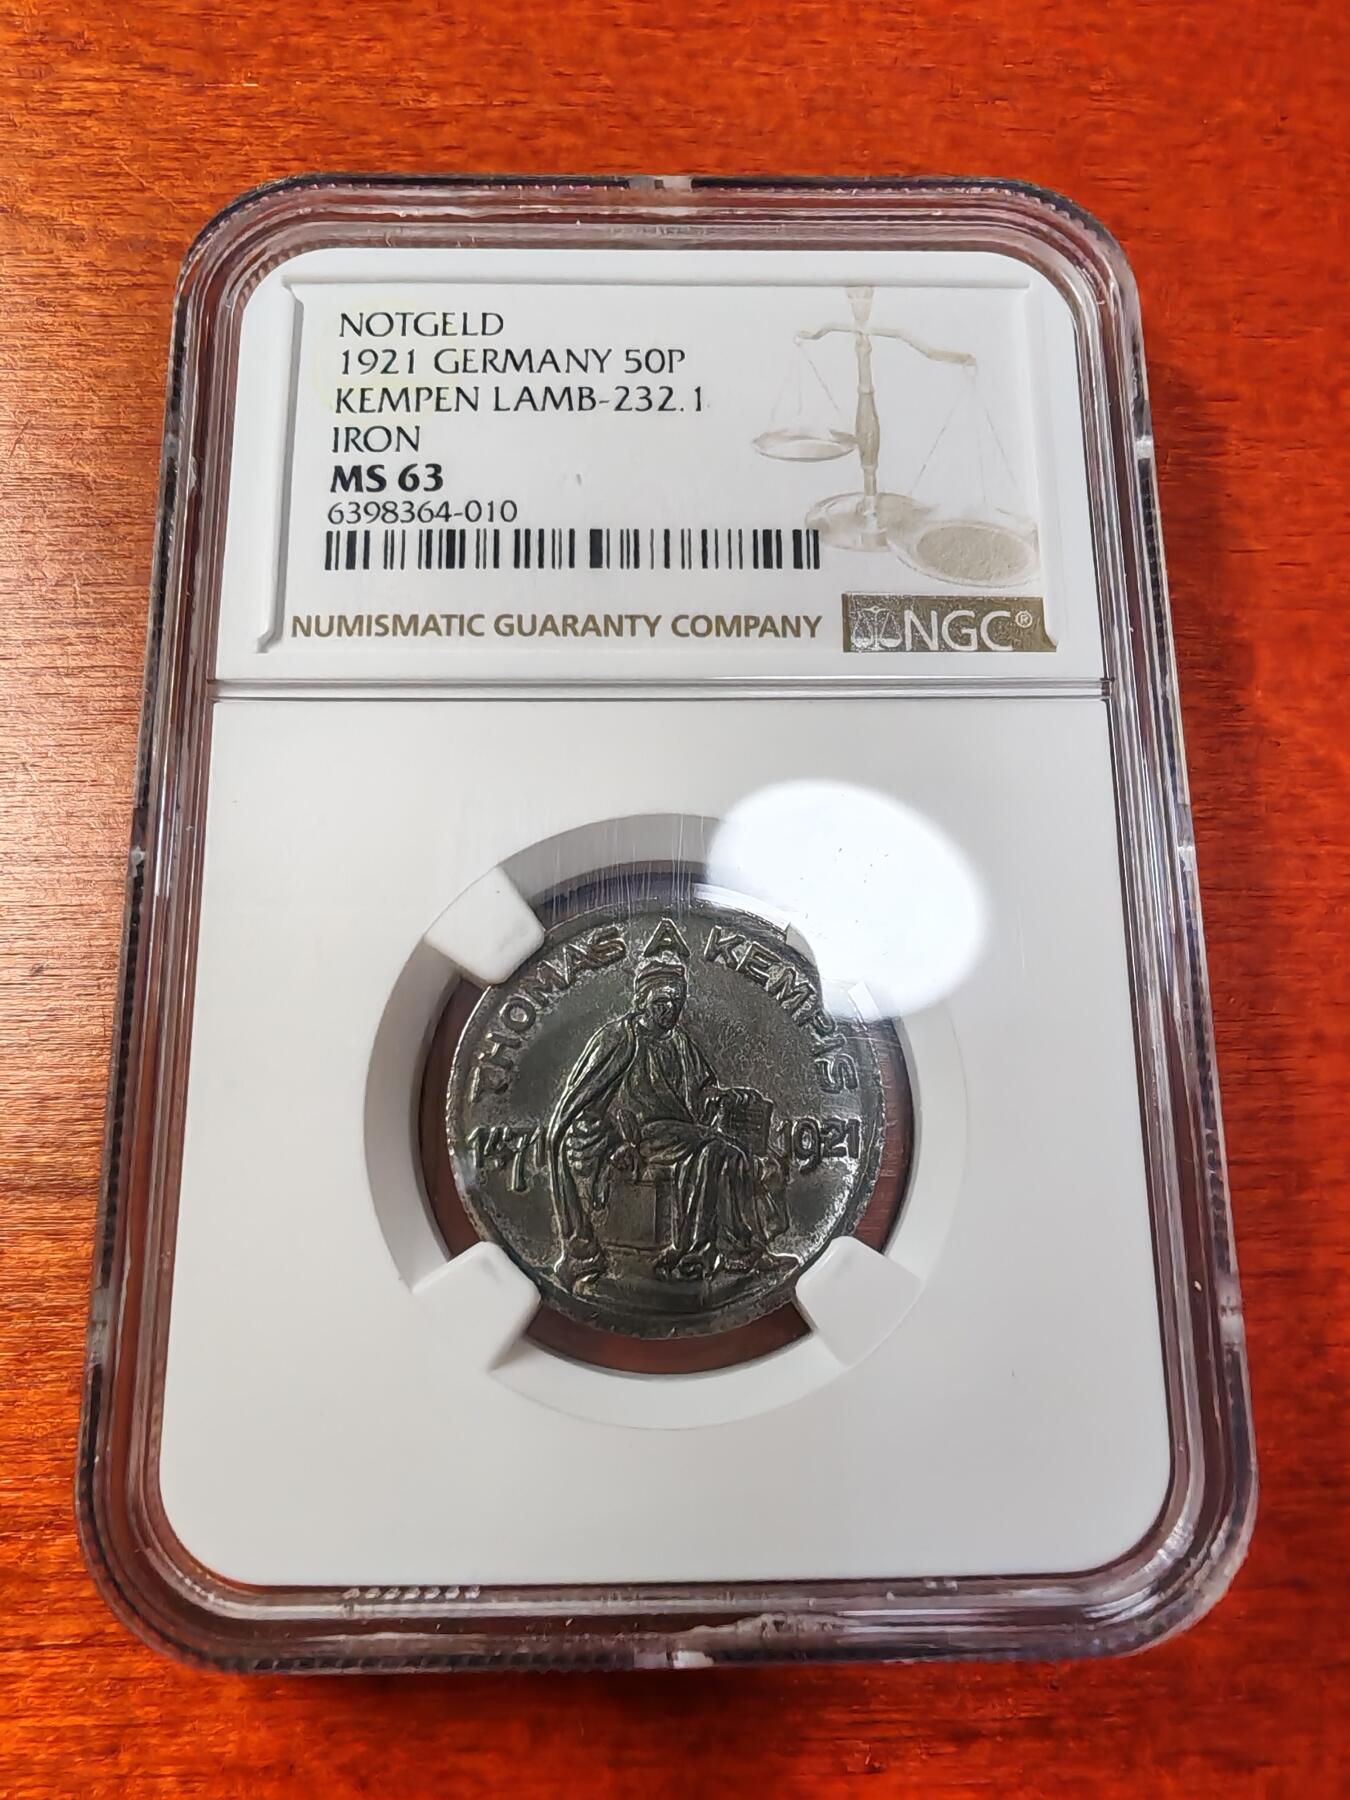 NOTGELD
1921 GERMANY 50P
KEMPEN LAMB-232.1
IRON
MS 63
6398364-010
NUMISMATIC GUARANTY COMPANY NGC®
THOMAS A KEMPIS
1471 1921